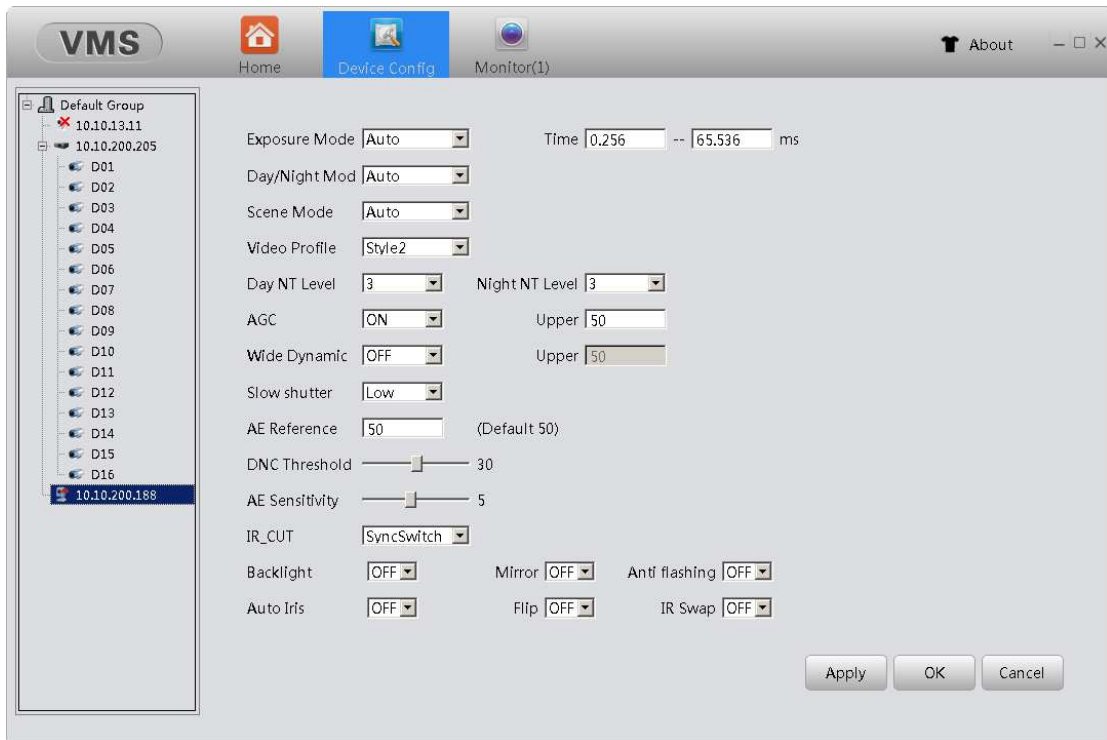 VMS
Home
Device Config
Monitor(1)
About
Default Group
10.10.13.11
10.10.200.205
D01
D02
D03
D04
D05
D06
D07
D08
D09
D10
D11
D12
D13
D14
D15
D16
10.10.200.188
Exposure Mode Auto Time 0.256 -- 65.536 ms
Day/Night Mod Auto
Scene Mode Auto
Video Profile Style2
Day NT Level 3 Night NT Level 3
AGC ON Upper 50
Wide Dynamic OFF Upper 50
Slow shutter Low
AE Reference 50 (Default 50)
DNC Threshold 30
AE Sensitivity 5
IR_CUT SyncSwitch
Backlight OFF Mirror OFF Anti flashing OFF
Auto Iris OFF Flip OFF IR Swap OFF
Apply OK Cancel